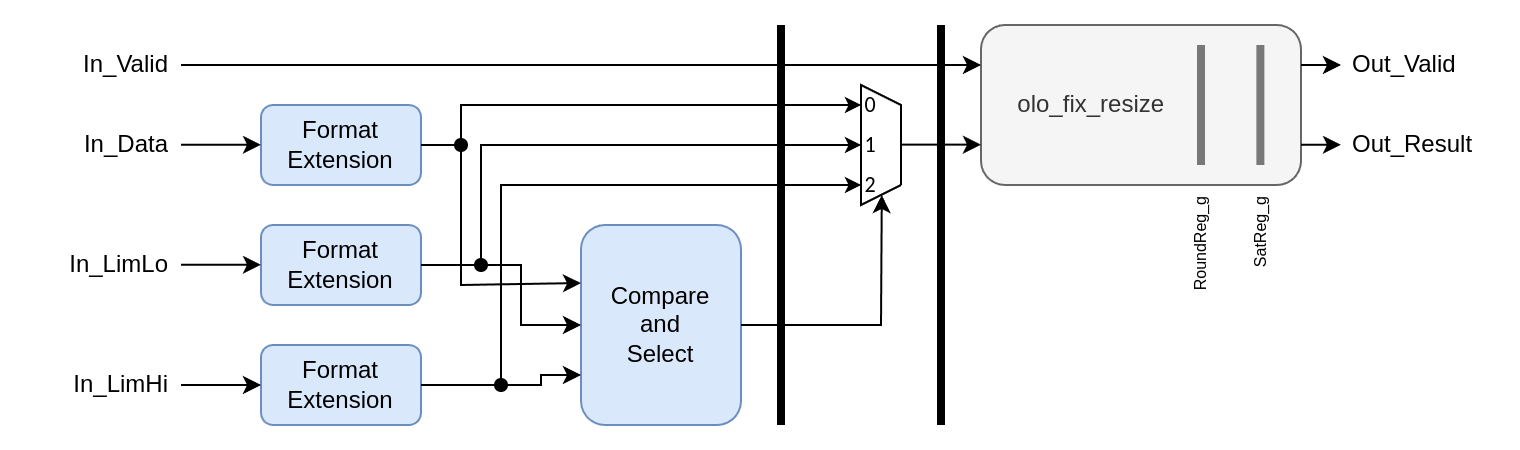 In_Valid
Out_Valid
0
olo_fix_resize
In_Data
Format
Extension
1
Out_Result
2
RoundReg_g
SatReg_g
In_LimLo
Format
Extension
Compare
and
Select
In_LimHi
Format
Extension